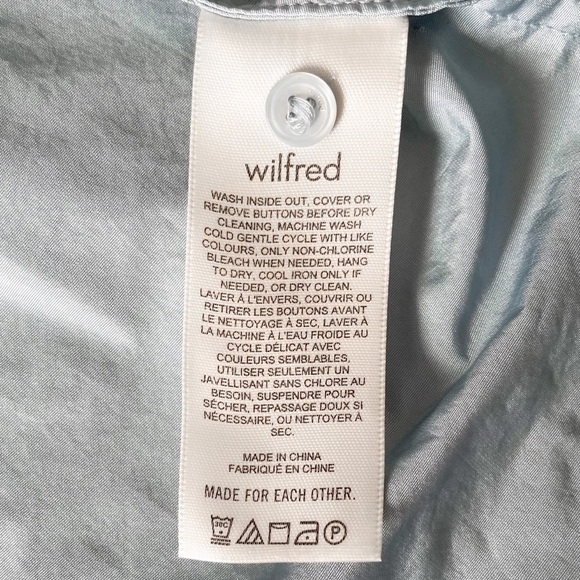 wilfred
WASH INSIDE OUT, COVER OR
REMOVE BUTTONS BEFORE DRY
CLEANING, MACHINE WASH
COLD GENTLE CYCLE WITH LIKE
COLOURS, ONLY NON-CHLORINE
BLEACH WHEN NEEDED, HANG
TO DRY, COOL IRON ONLY IF
NEEDED, OR DRY CLEAN.
LAVER À L'ENVERS, COUVRIR OU
RETIRER LES BOUTONS AVANT
LE NETTOYAGE À SEC, LAVER À
LA MACHINE À L'EAU FROIDE AU
CYCLE DÉLICAT AVEC
COULEURS SEMBLABLES,
UTILISER SEULEMENT UN
JAVELLISANT SANS CHLORE AU
BESOIN, SUSPENDRE POUR
SÉCHER, REPASSAGE DOUX SI
NÉCESSAIRE, OU NETTOYER À
SEC.
MADE IN CHINA
FABRIQUÉ EN CHINE
MADE FOR EACH OTHER.
30C P